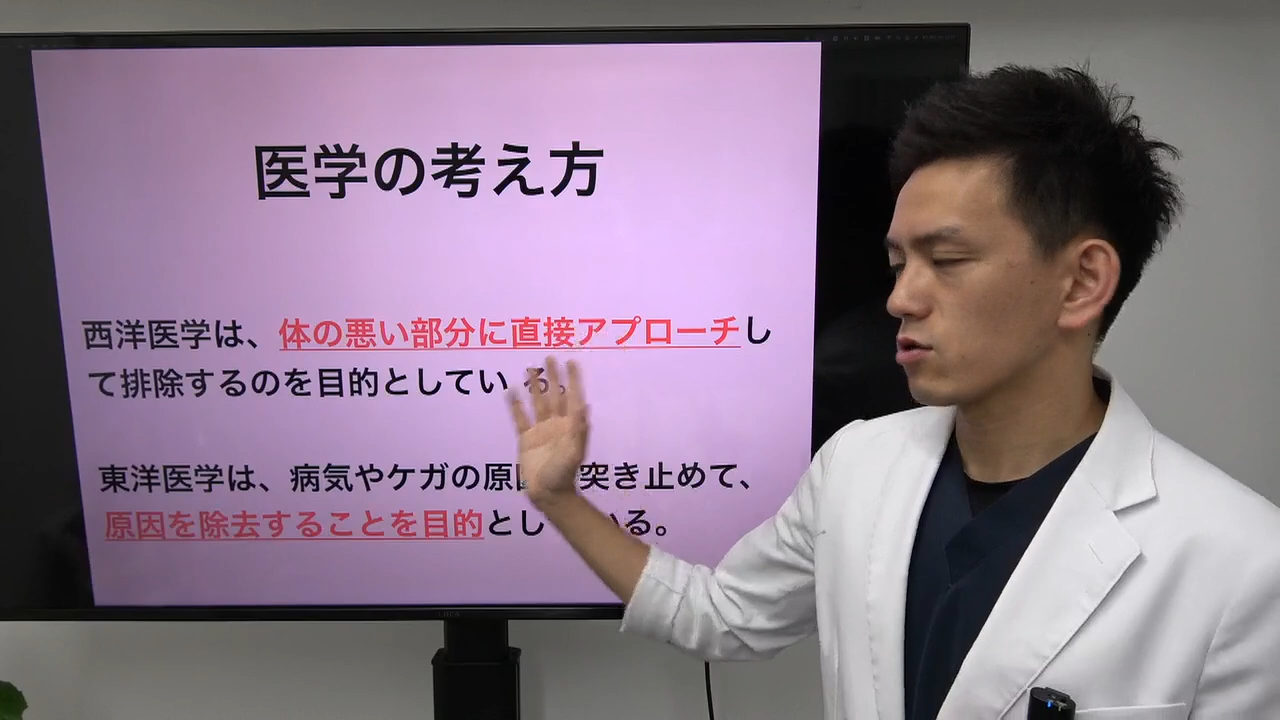 医学の考え方
西洋医学は、体の悪い部分に直接アプローチし
て排除するのを目的としている。
東洋医学は、病気やケガの原因 突き止めて、
原因を除去することを目的とし いる。